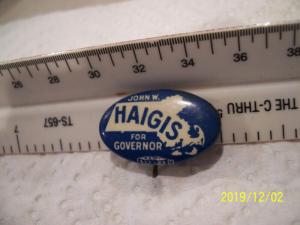 26 28 30 32 34 36 38 40
JOHN W.
HAIGIS
FOR
GOVERNOR
THE C-THRU
TS-657
7
2019/12/02